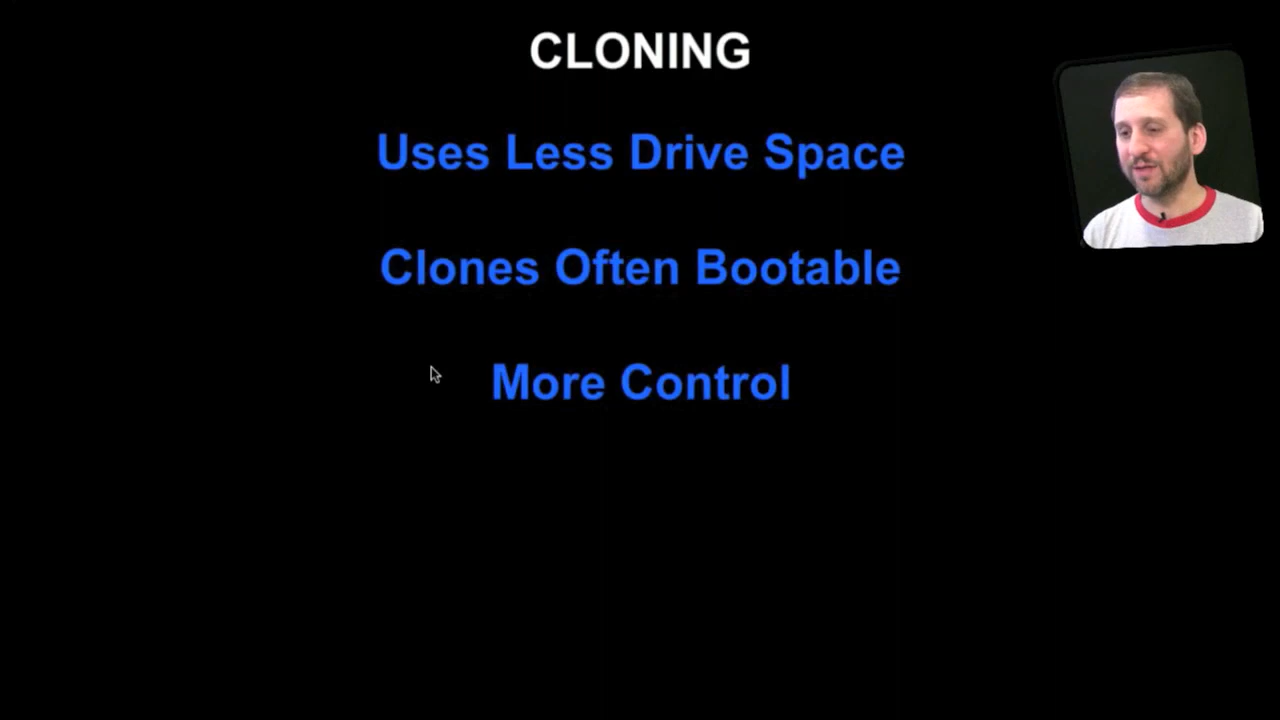 CLONING
Uses Less Drive Space
Clones Often Bootable
More Control